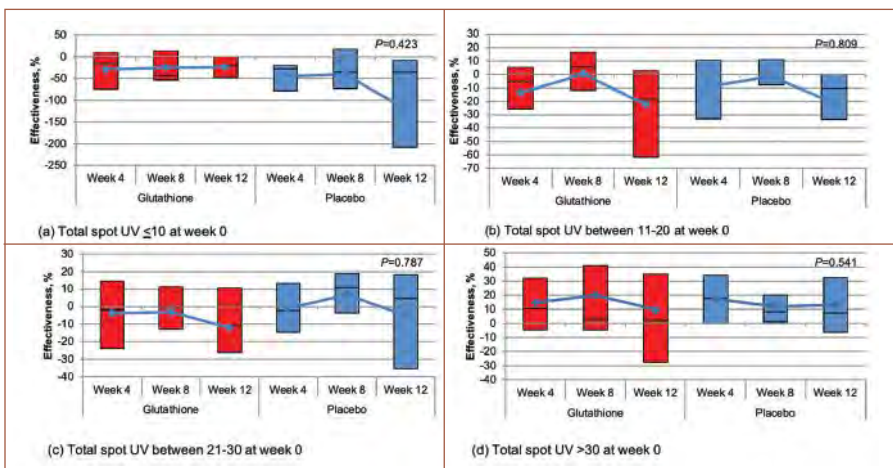 P=0.423
Effectiveness, %
50
0
-50
-100
-150
-200
-250
Week 4 Week 8 Week 12 Week 4 Week 8 Week 12
Glutathione Placebo
(a) Total spot UV ≤10 at week 0
P=0.809
Effectiveness, %
30
20
10
0
-10
-20
-30
-40
-50
-60
-70
Week 4 Week 8 Week 12 Week 4 Week 8 Week 12
Glutathione Placebo
(b) Total spot UV between 11-20 at week 0
P=0.787
Effectiveness, %
30
20
10
0
-10
-20
-30
-40
Week 4 Week 8 Week 12 Week 4 Week 8 Week 12
Glutathione Placebo
(c) Total spot UV between 21-30 at week 0
P=0.541
Effectiveness, %
50
40
30
20
10
0
-10
-20
-30
-40
Week 4 Week 8 Week 12 Week 4 Week 8 Week 12
Glutathione Placebo
(d) Total spot UV >30 at week 0